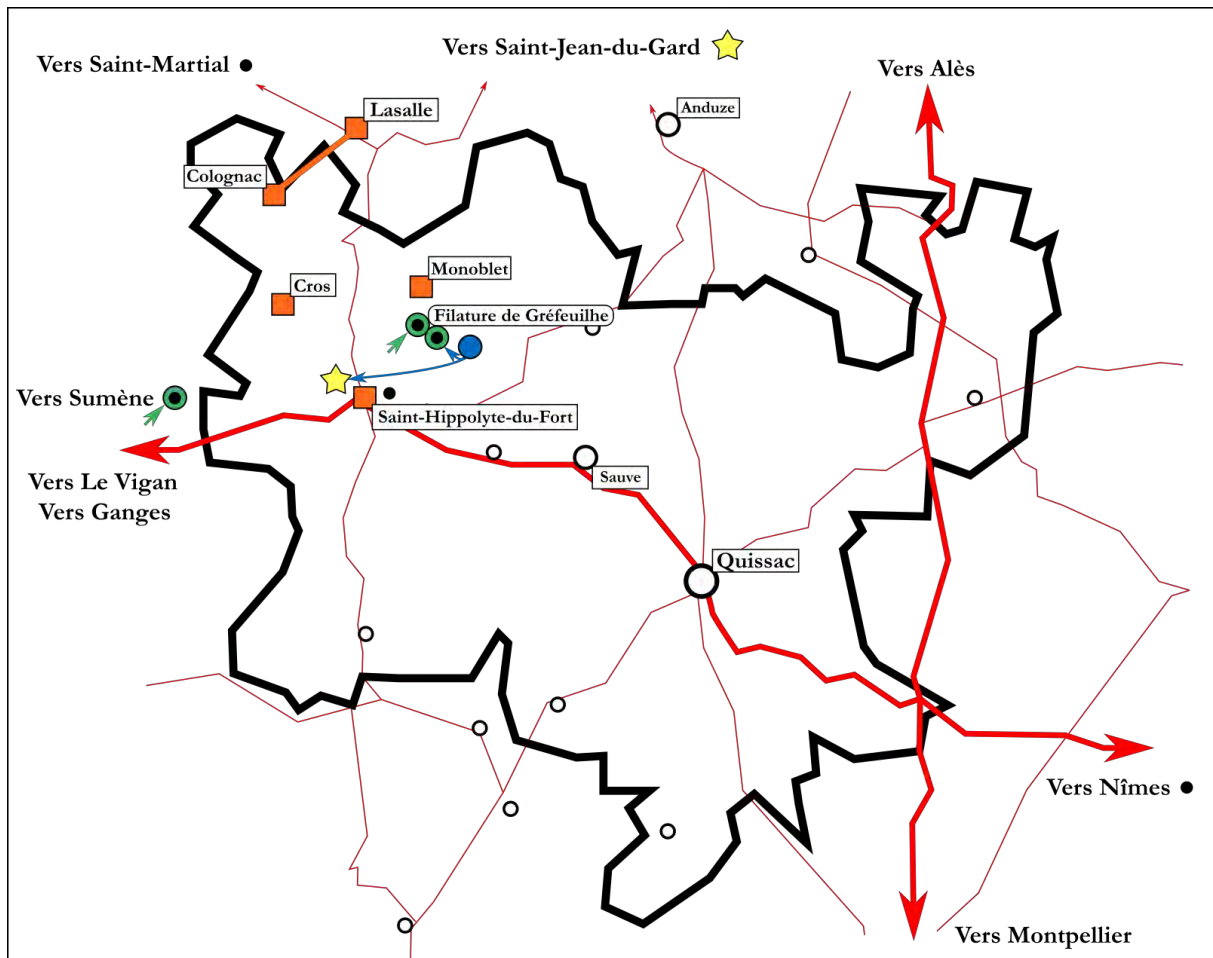 Vers Saint-Jean-du-Gard
Vers Saint-Martial
Vers Alès
Lasalle
Anduze
Colognac
Monoblet
Cros
Filature de Gréfeuilhe
Vers Sumène
Saint-Hippolyte-du-Fort
Sauve
Vers Le Vigan
Vers Ganges
Quissac
Vers Nîmes
Vers Montpellier